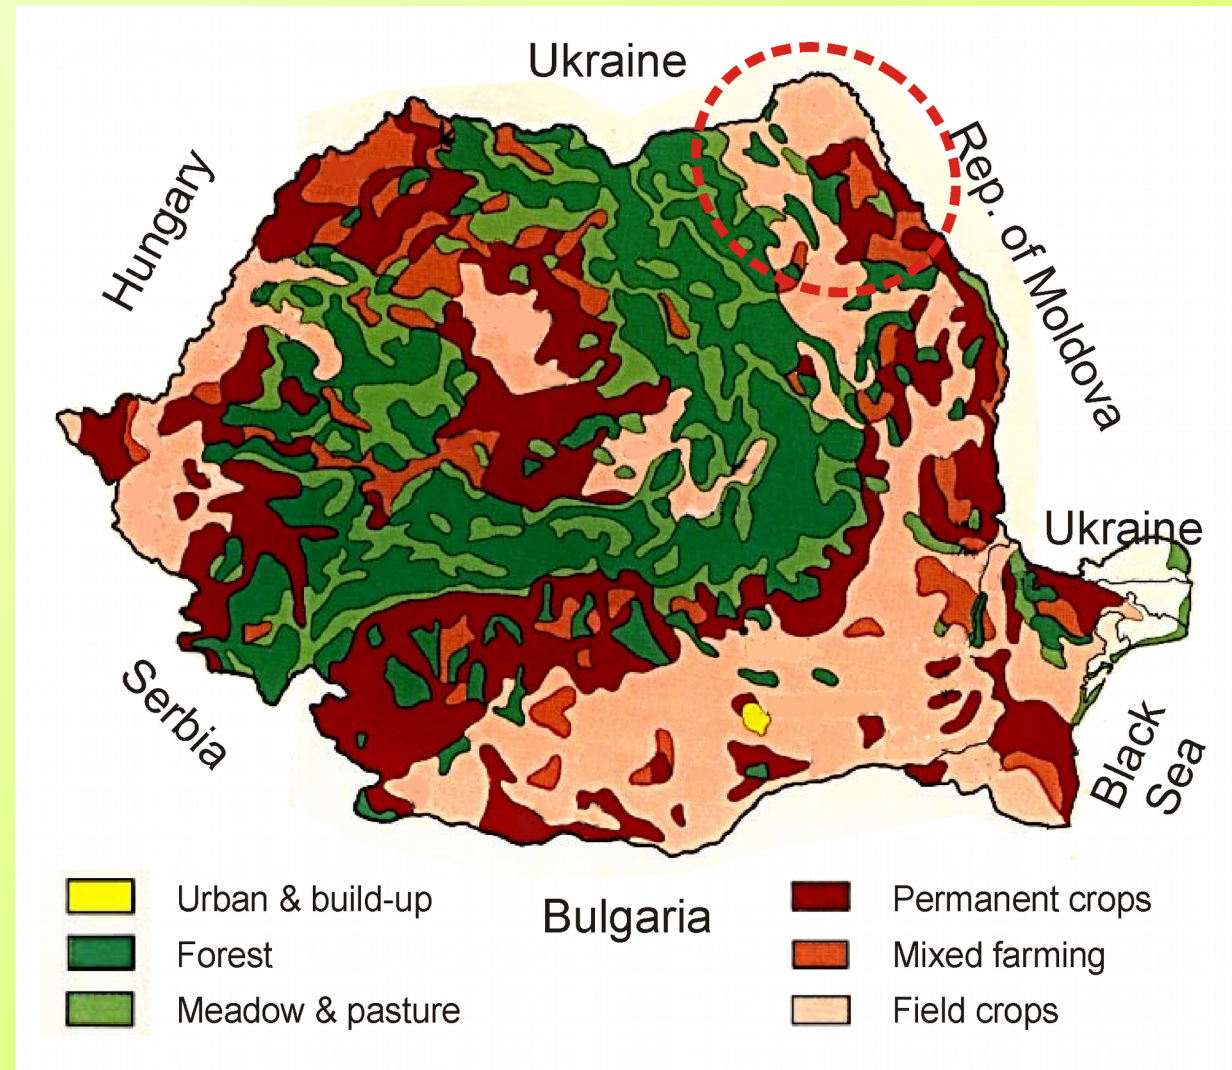 Ukraine
Hungary
Rep. of Moldova
Ukraine
Serbia
Black
Sea
Bulgaria
Urban & build-up
Forest
Meadow & pasture
Permanent crops
Mixed farming
Field crops